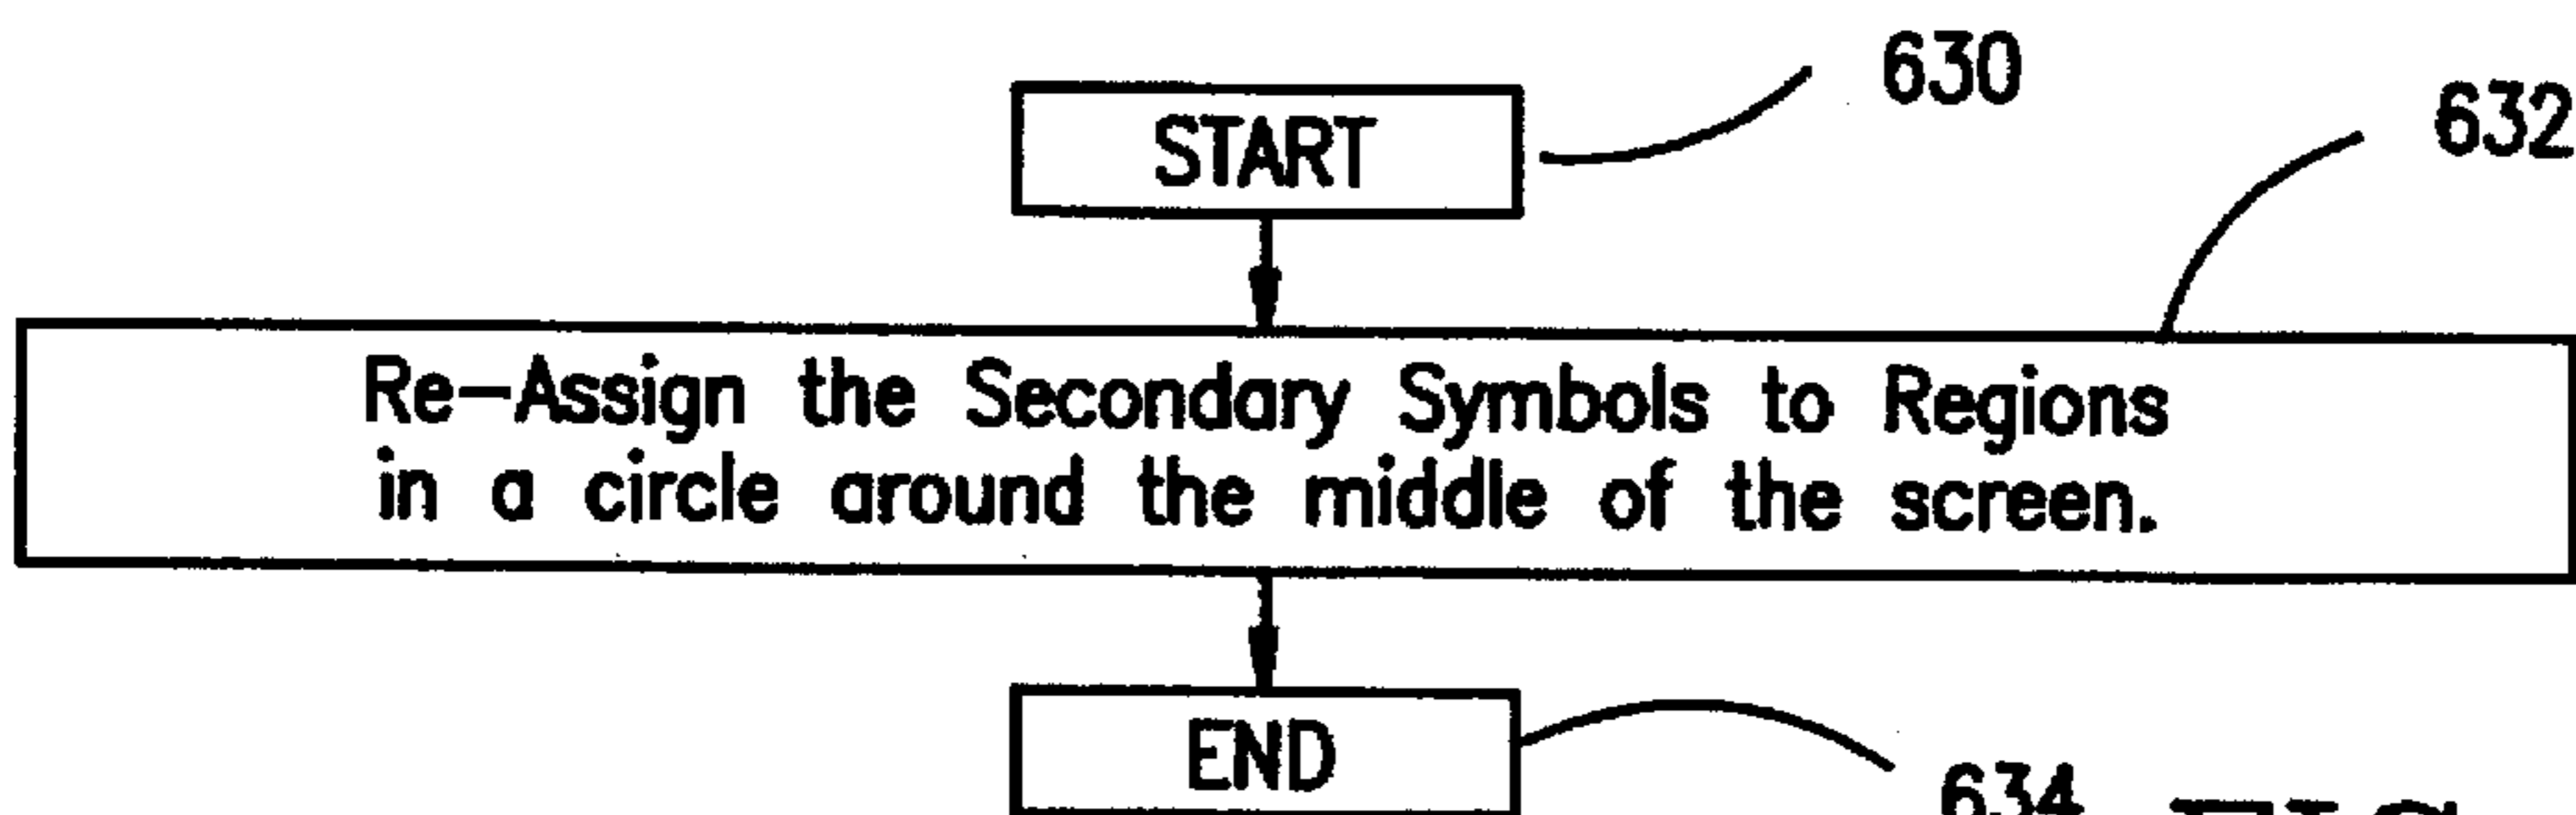 START
630
632
Re-Assign the Secondary Symbols to Regions
in a circle around the middle of the screen.
END
634